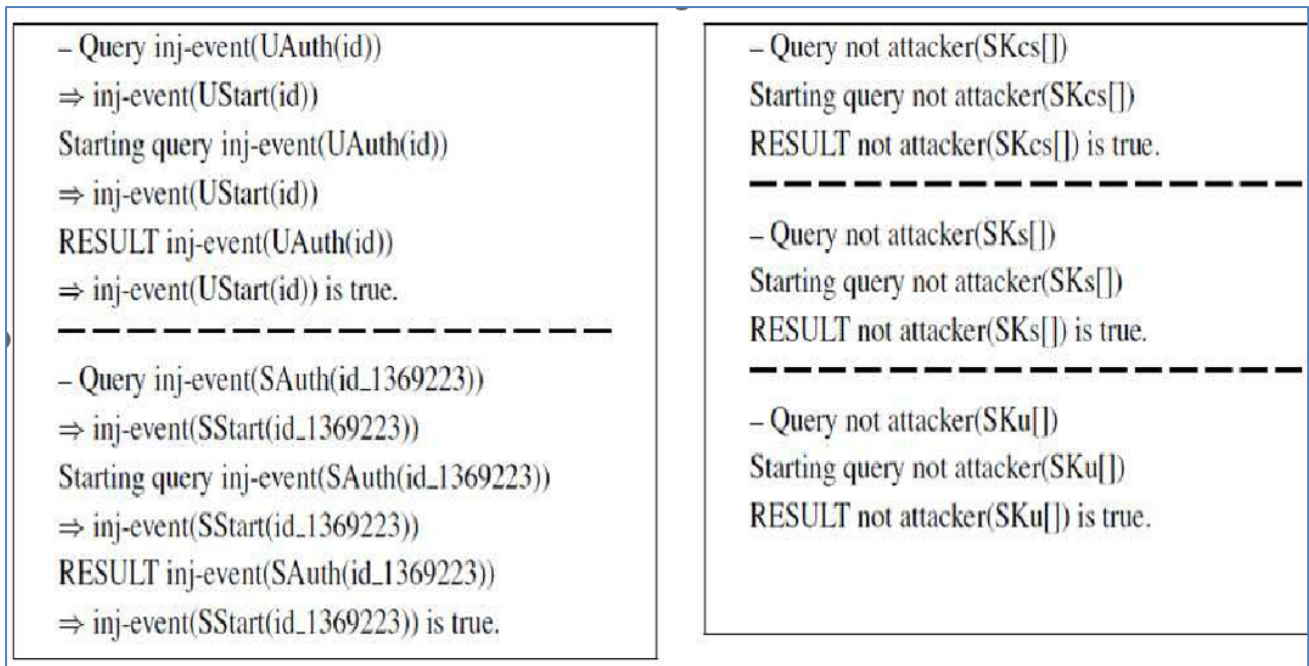 – Query inj-event(UAuth(id))
⇒ inj-event(UStart(id))
Starting query inj-event(UAuth(id))
⇒ inj-event(UStart(id))
RESULT inj-event(UAuth(id))
⇒ inj-event(UStart(id)) is true.
– Query inj-event(SAuth(id_1369223))
⇒ inj-event(SStart(id_1369223))
Starting query inj-event(SAuth(id_1369223))
⇒ inj-event(SStart(id_1369223))
RESULT inj-event(SAuth(id_1369223))
⇒ inj-event(SStart(id_1369223)) is true.
– Query not attacker(SKcs[])
Starting query not attacker(SKcs[])
RESULT not attacker(SKcs[]) is true.
– Query not attacker(SKs[])
Starting query not attacker(SKs[])
RESULT not attacker(SKs[]) is true.
– Query not attacker(SKu[])
Starting query not attacker(SKu[])
RESULT not attacker(SKu[]) is true.